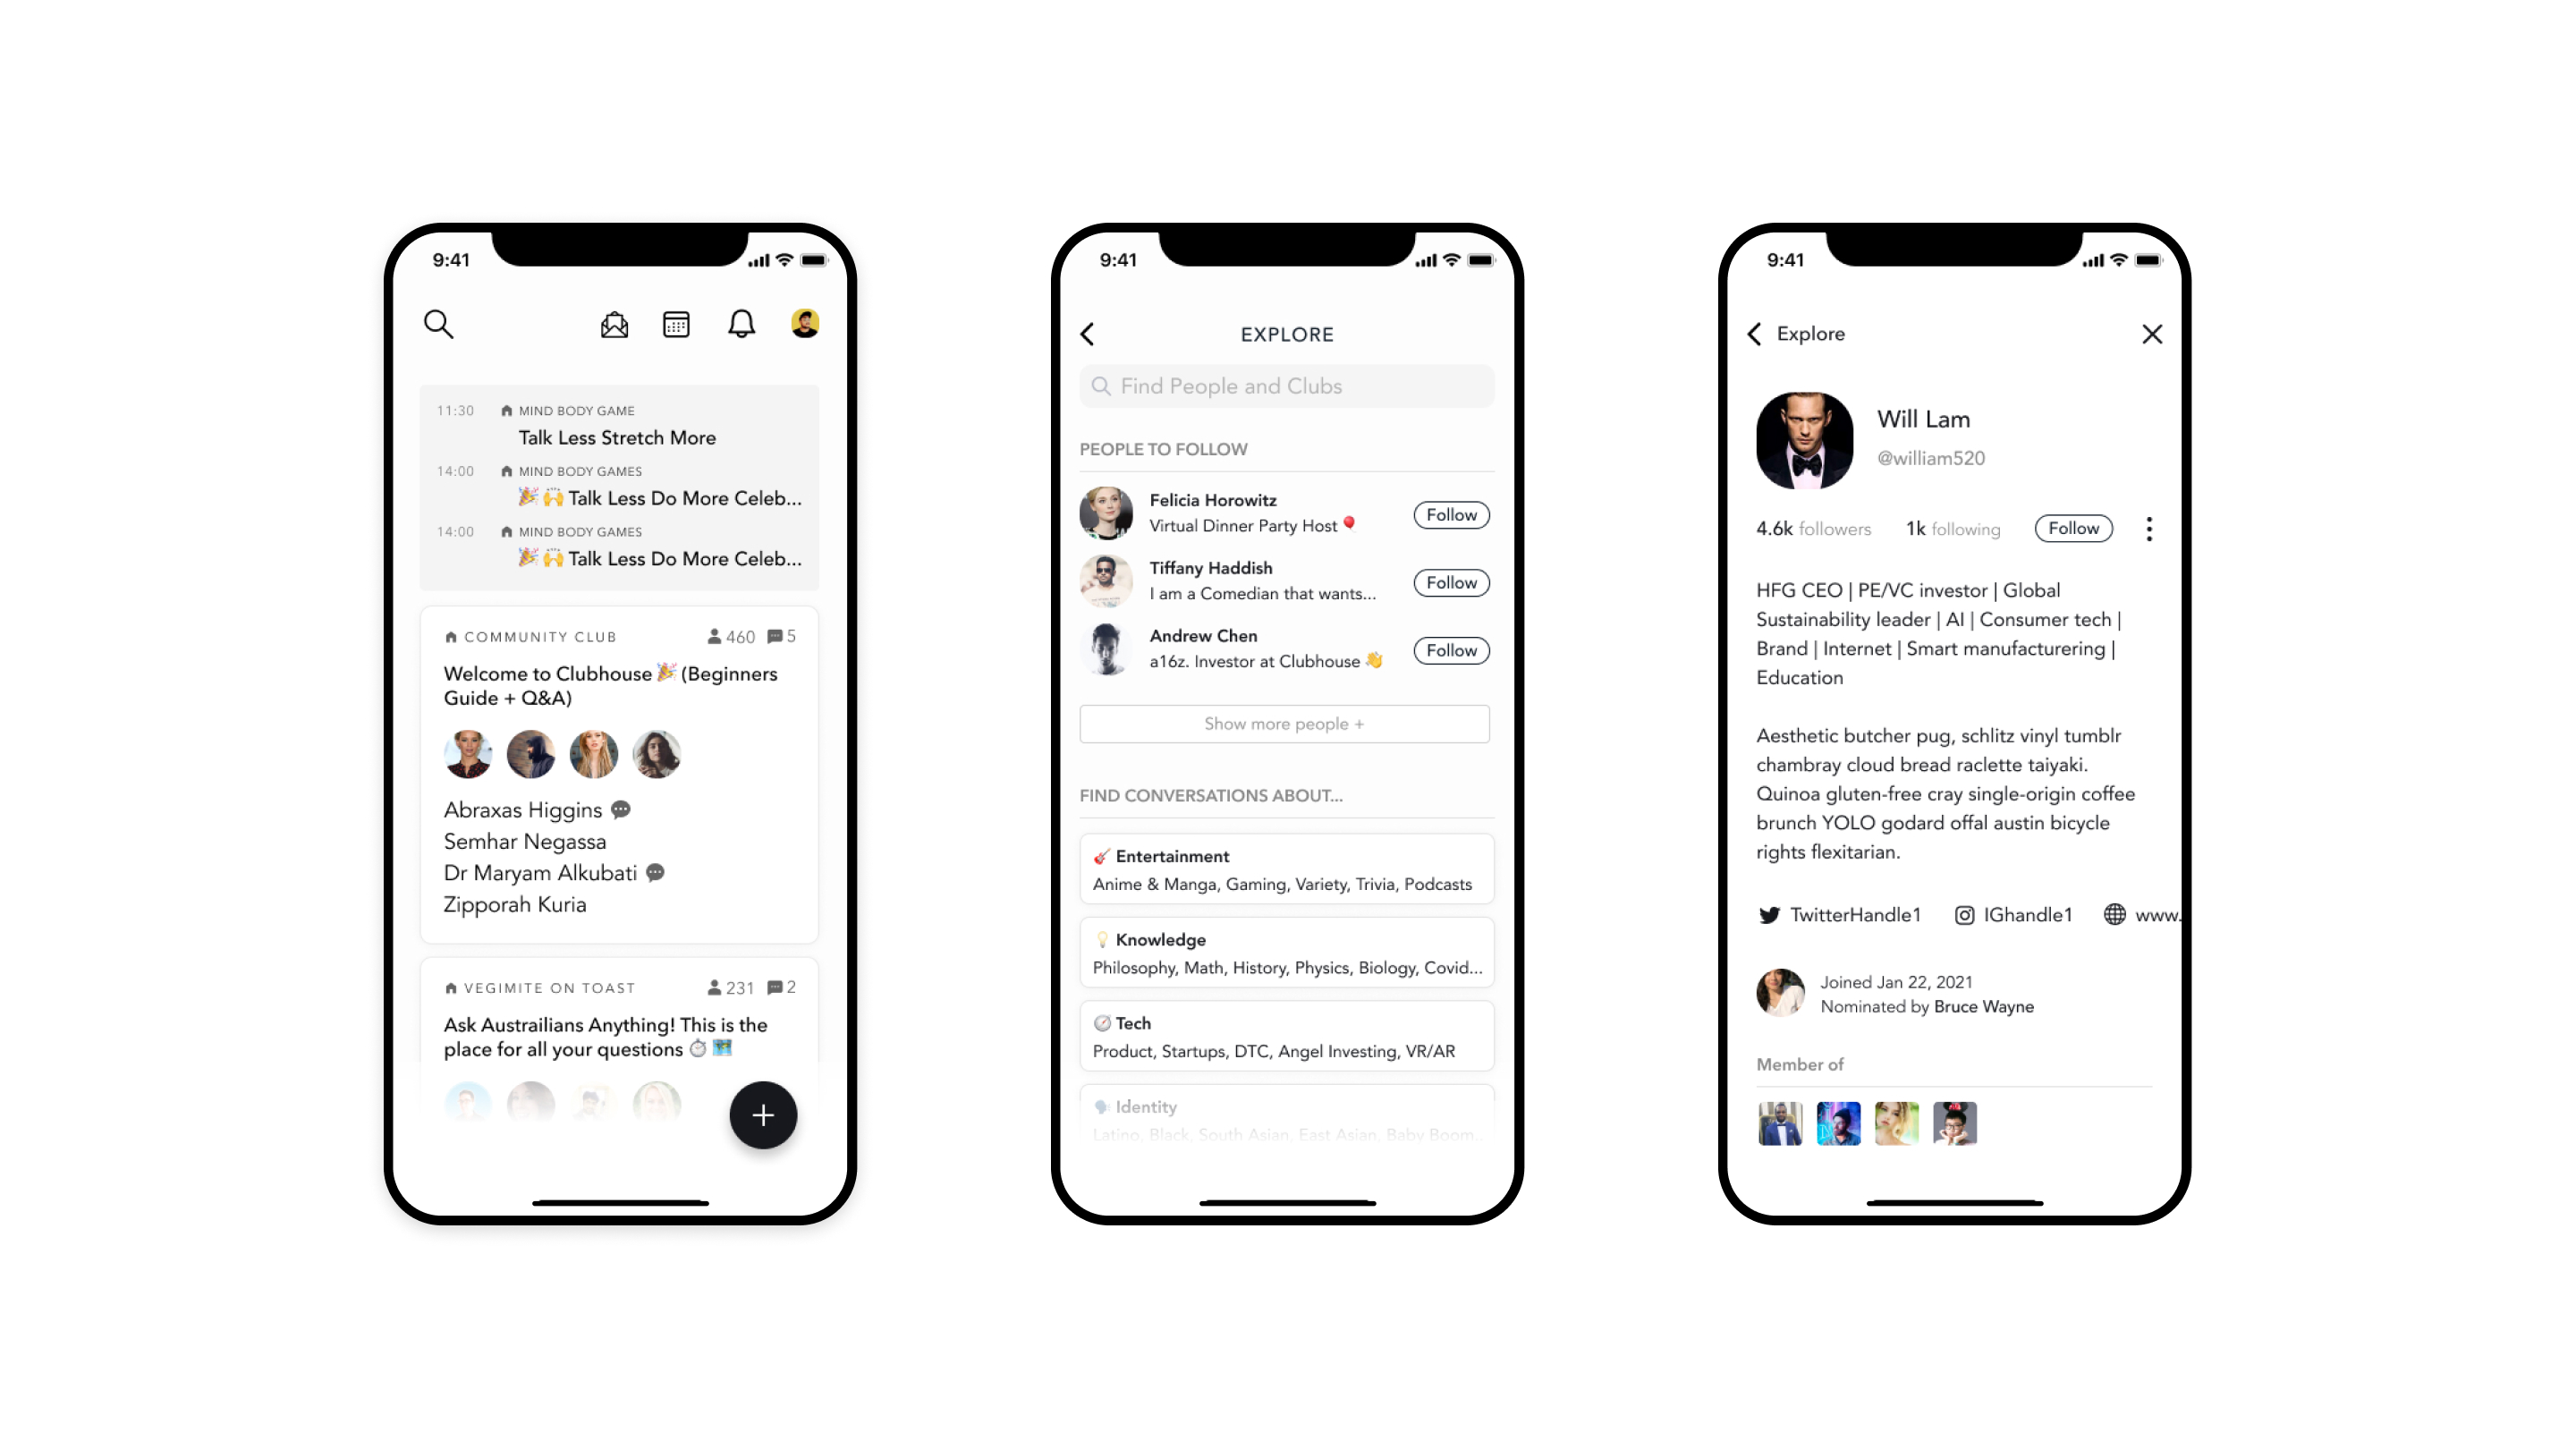 9:41
11:30 MIND BODY GAME
Talk Less Stretch More
14:00 MIND BODY GAMES
🎉🙌 Talk Less Do More Celeb...
14:00 MIND BODY GAMES
🎉🙌 Talk Less Do More Celeb...
COMMUNITY CLUB 460 5
Welcome to Clubhouse 🎉 (Beginners
Guide + Q&A)
Abraxas Higgins
Semhar Negassa
Dr Maryam Alkubati
Zipporah Kuria
VEGIMITE ON TOAST 231 2
Ask Austrailians Anything! This is the
place for all your questions ⏱🗺
9:41
EXPLORE
Find People and Clubs
PEOPLE TO FOLLOW
Felicia Horowitz
Virtual Dinner Party Host 🎈
Follow
Tiffany Haddish
I am a Comedian that wants...
Follow
Andrew Chen
a16z. Investor at Clubhouse 👋
Follow
Show more people +
FIND CONVERSATIONS ABOUT...
🎸 Entertainment
Anime & Manga, Gaming, Variety, Trivia, Podcasts
💡 Knowledge
Philosophy, Math, History, Physics, Biology, Covid...
🧭 Tech
Product, Startups, DTC, Angel Investing, VR/AR
🗣 Identity
Latino, Black, South Asian, East Asian, Baby Boom...
9:41
Explore
Will Lam
@william520
4.6k followers 1k following Follow
HFG CEO | PE/VC investor | Global
Sustainability leader | AI | Consumer tech |
Brand | Internet | Smart manufacturering |
Education
Aesthetic butcher pug, schlitz vinyl tumblr
chambray cloud bread raclette taiyaki.
Quinoa gluten-free cray single-origin coffee
brunch YOLO godard offal austin bicycle
rights flexitarian.
TwitterHandle1 IGhandle1 www.
Joined Jan 22, 2021
Nominated by Bruce Wayne
Member of